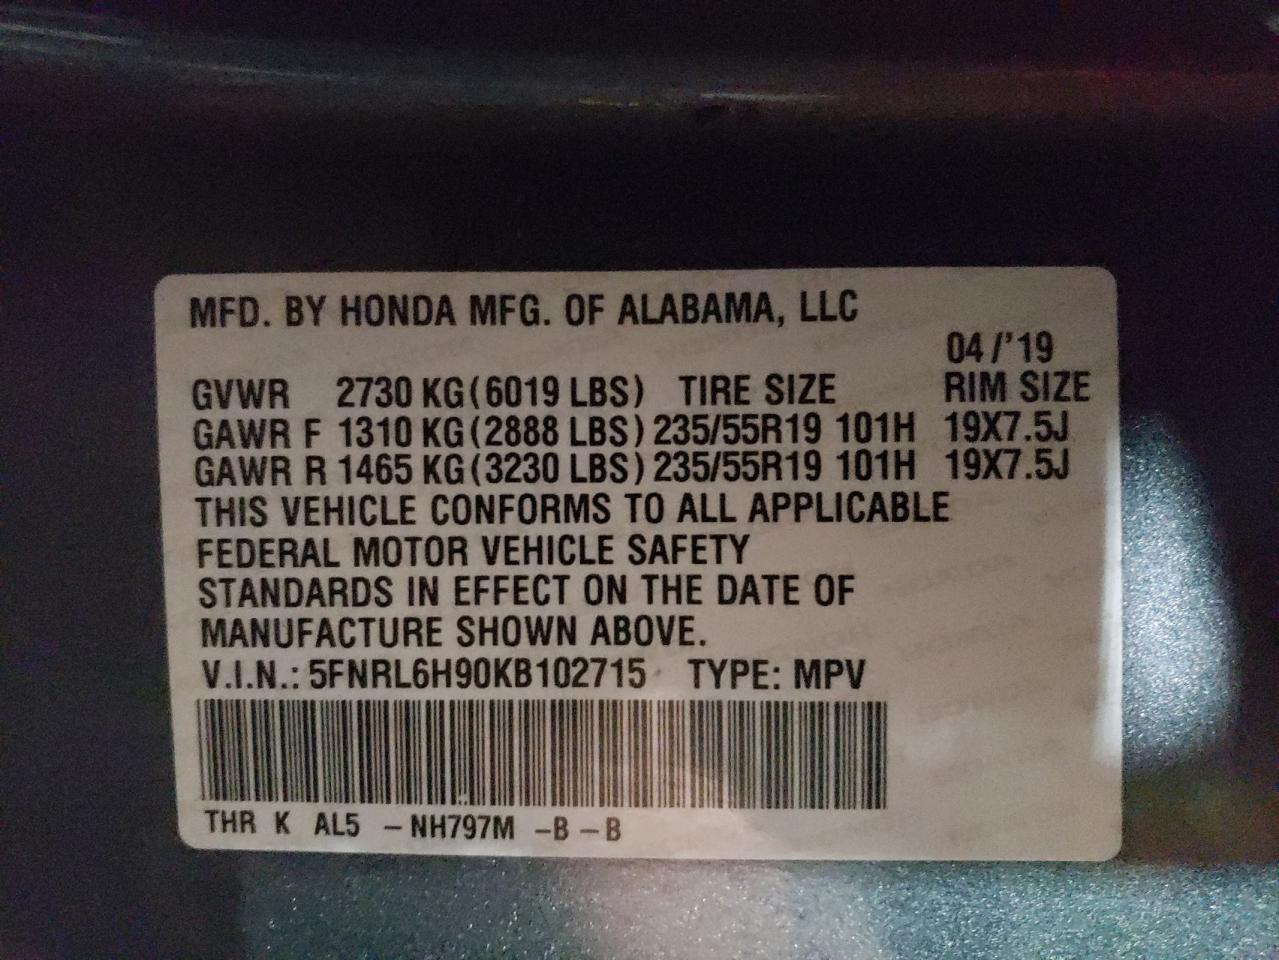 MFD. BY HONDA MFG. OF ALABAMA, LLC
04/'19
GVWR 2730 KG(6019 LBS) TIRE SIZE RIM SIZE
GAWR F 1310 KG(2888 LBS) 235/55R19 101H 19X7.5J
GAWR R 1465 KG(3230 LBS) 235/55R19 101H 19X7.5J
THIS VEHICLE CONFORMS TO ALL APPLICABLE
FEDERAL MOTOR VEHICLE SAFETY
STANDARDS IN EFFECT ON THE DATE OF
MANUFACTURE SHOWN ABOVE.
V.I.N.: 5FNRL6H90KB102715 TYPE: MPV
THR K AL5 -NH797M -B-B